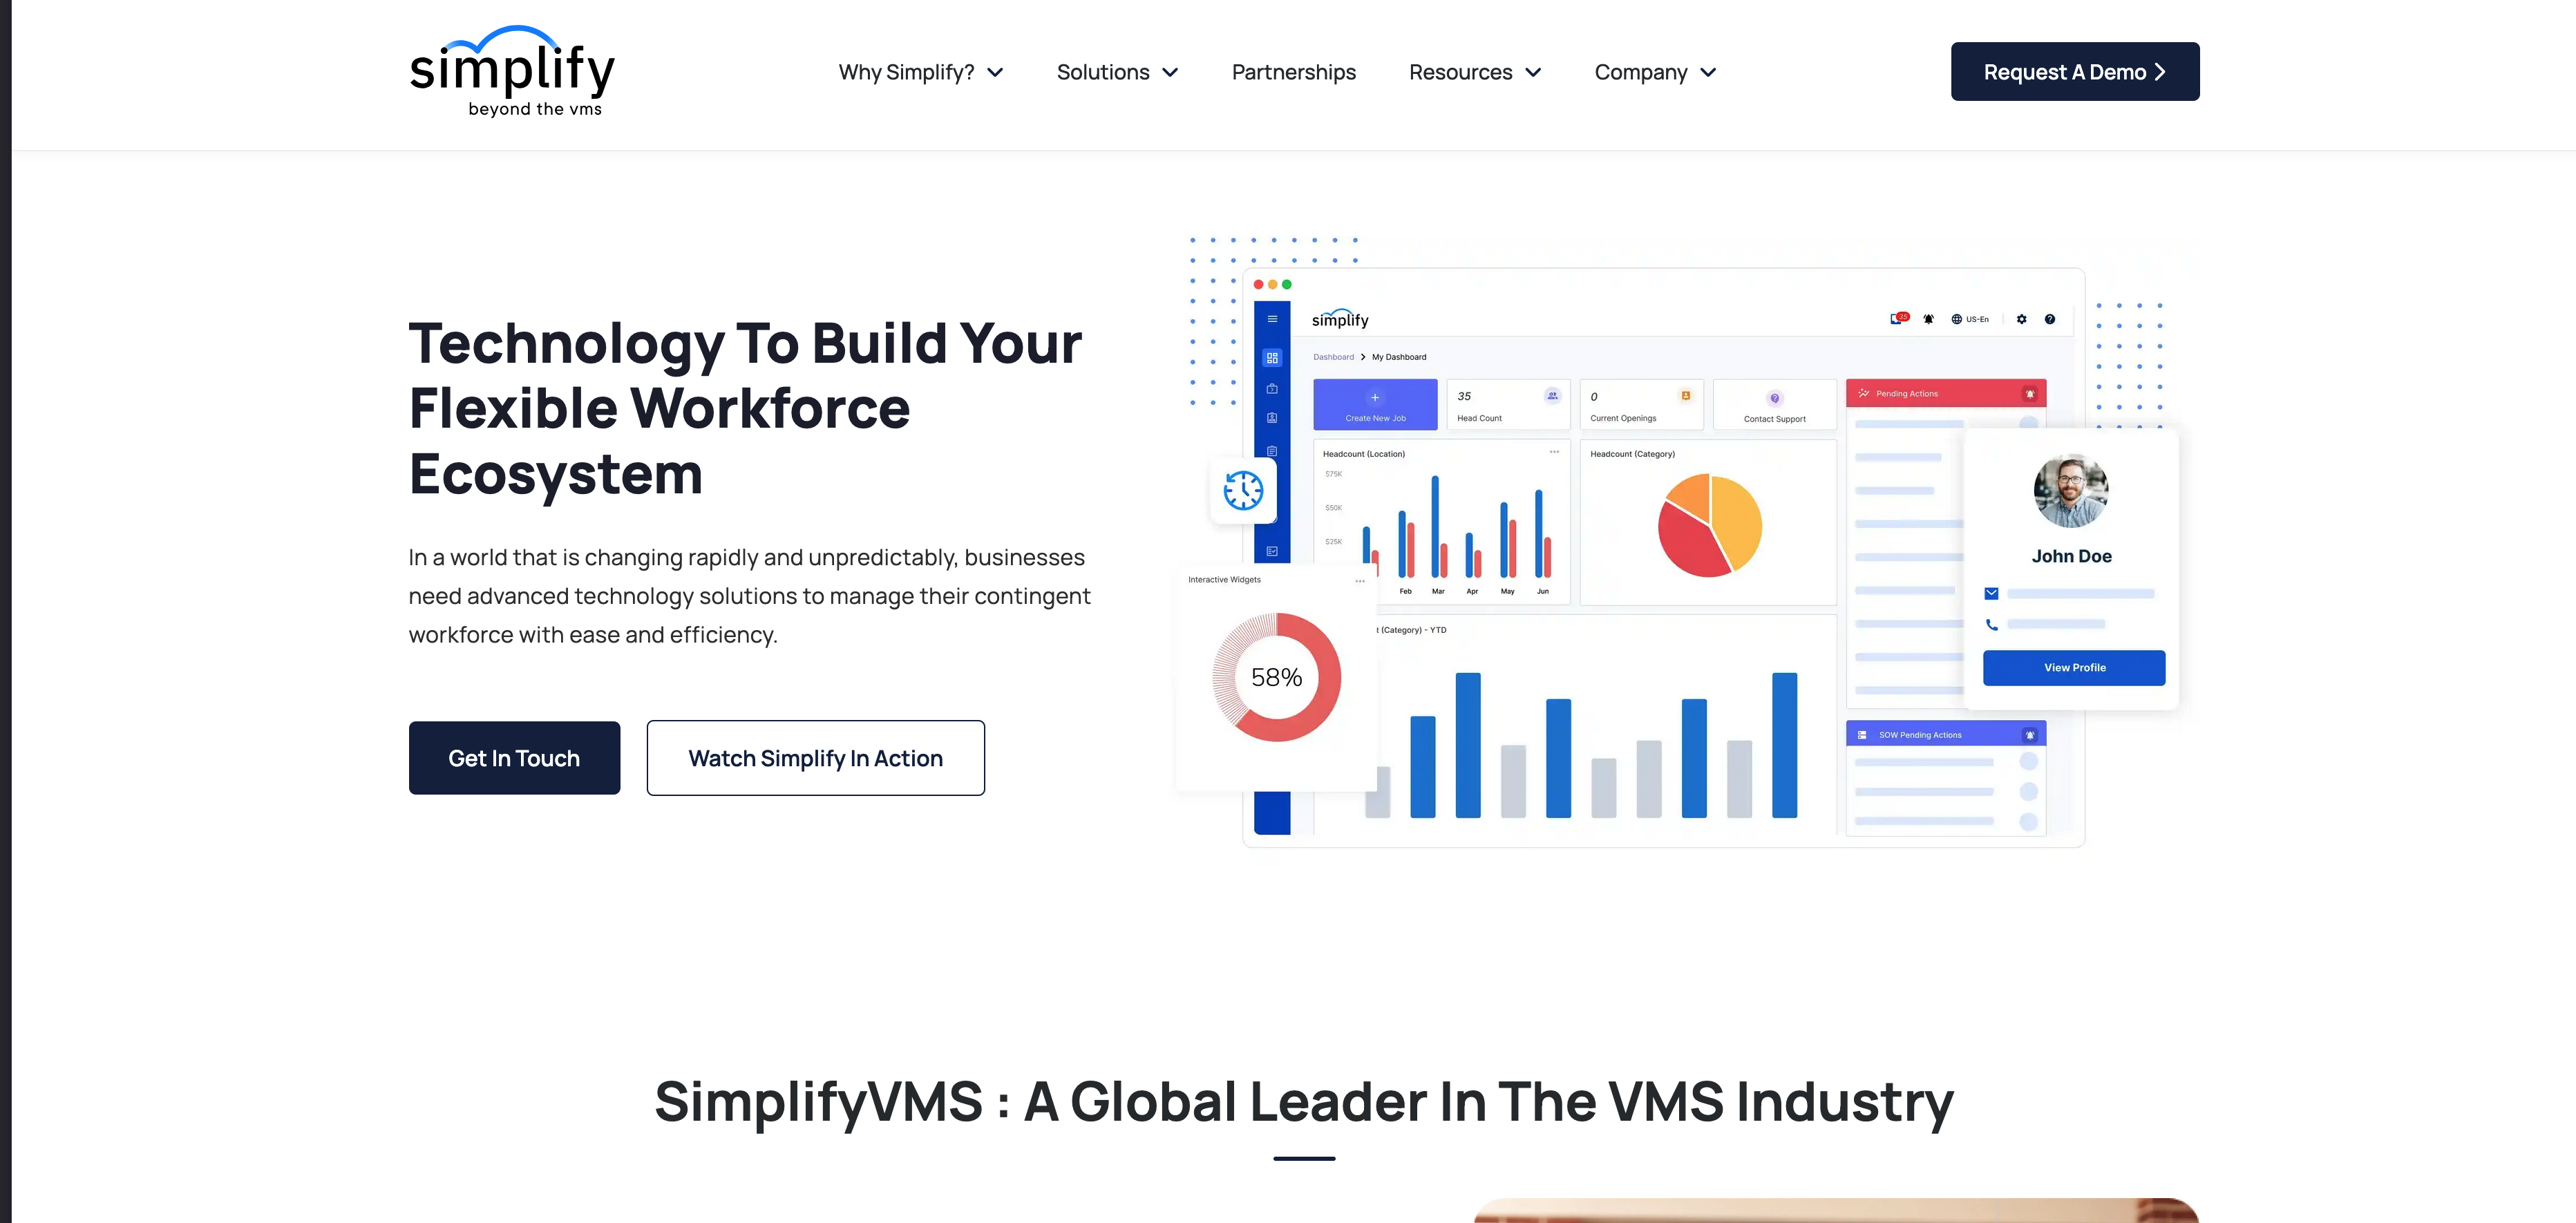 simplify
beyond the vms
Why Simplify?
Solutions
Partnerships
Resources
Company
Request A Demo
Technology To Build Your
Flexible Workforce
Ecosystem
In a world that is changing rapidly and unpredictably, businesses
need advanced technology solutions to manage their contingent
workforce with ease and efficiency.
Get In Touch
Watch Simplify In Action
simplify
35
US-En
Dashboard > My Dashboard
Create New Job
35
Head Count
0
Current Openings
Contact Support
Pending Actions
Headcount (Location)
$75K
$50K
$25K
Feb Mar Apr May Jun
Headcount (Category)
Interactive Widgets
58%
t (Category) - YTD
John Doe
View Profile
SOW Pending Actions
SimplifyVMS : A Global Leader In The VMS Industry